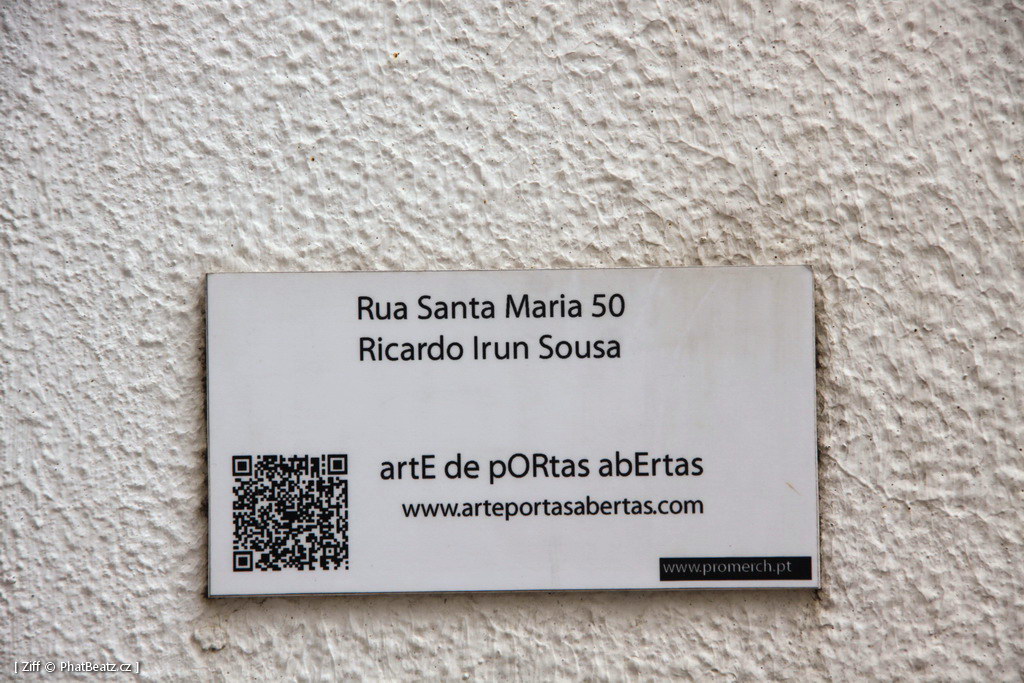 Rua Santa Maria 50
Ricardo Irun Sousa
artE de pORtas abErtas
www.arteportasabertas.com
www.promerch.pt
[ Ziff © PhatBeatz.cz ]